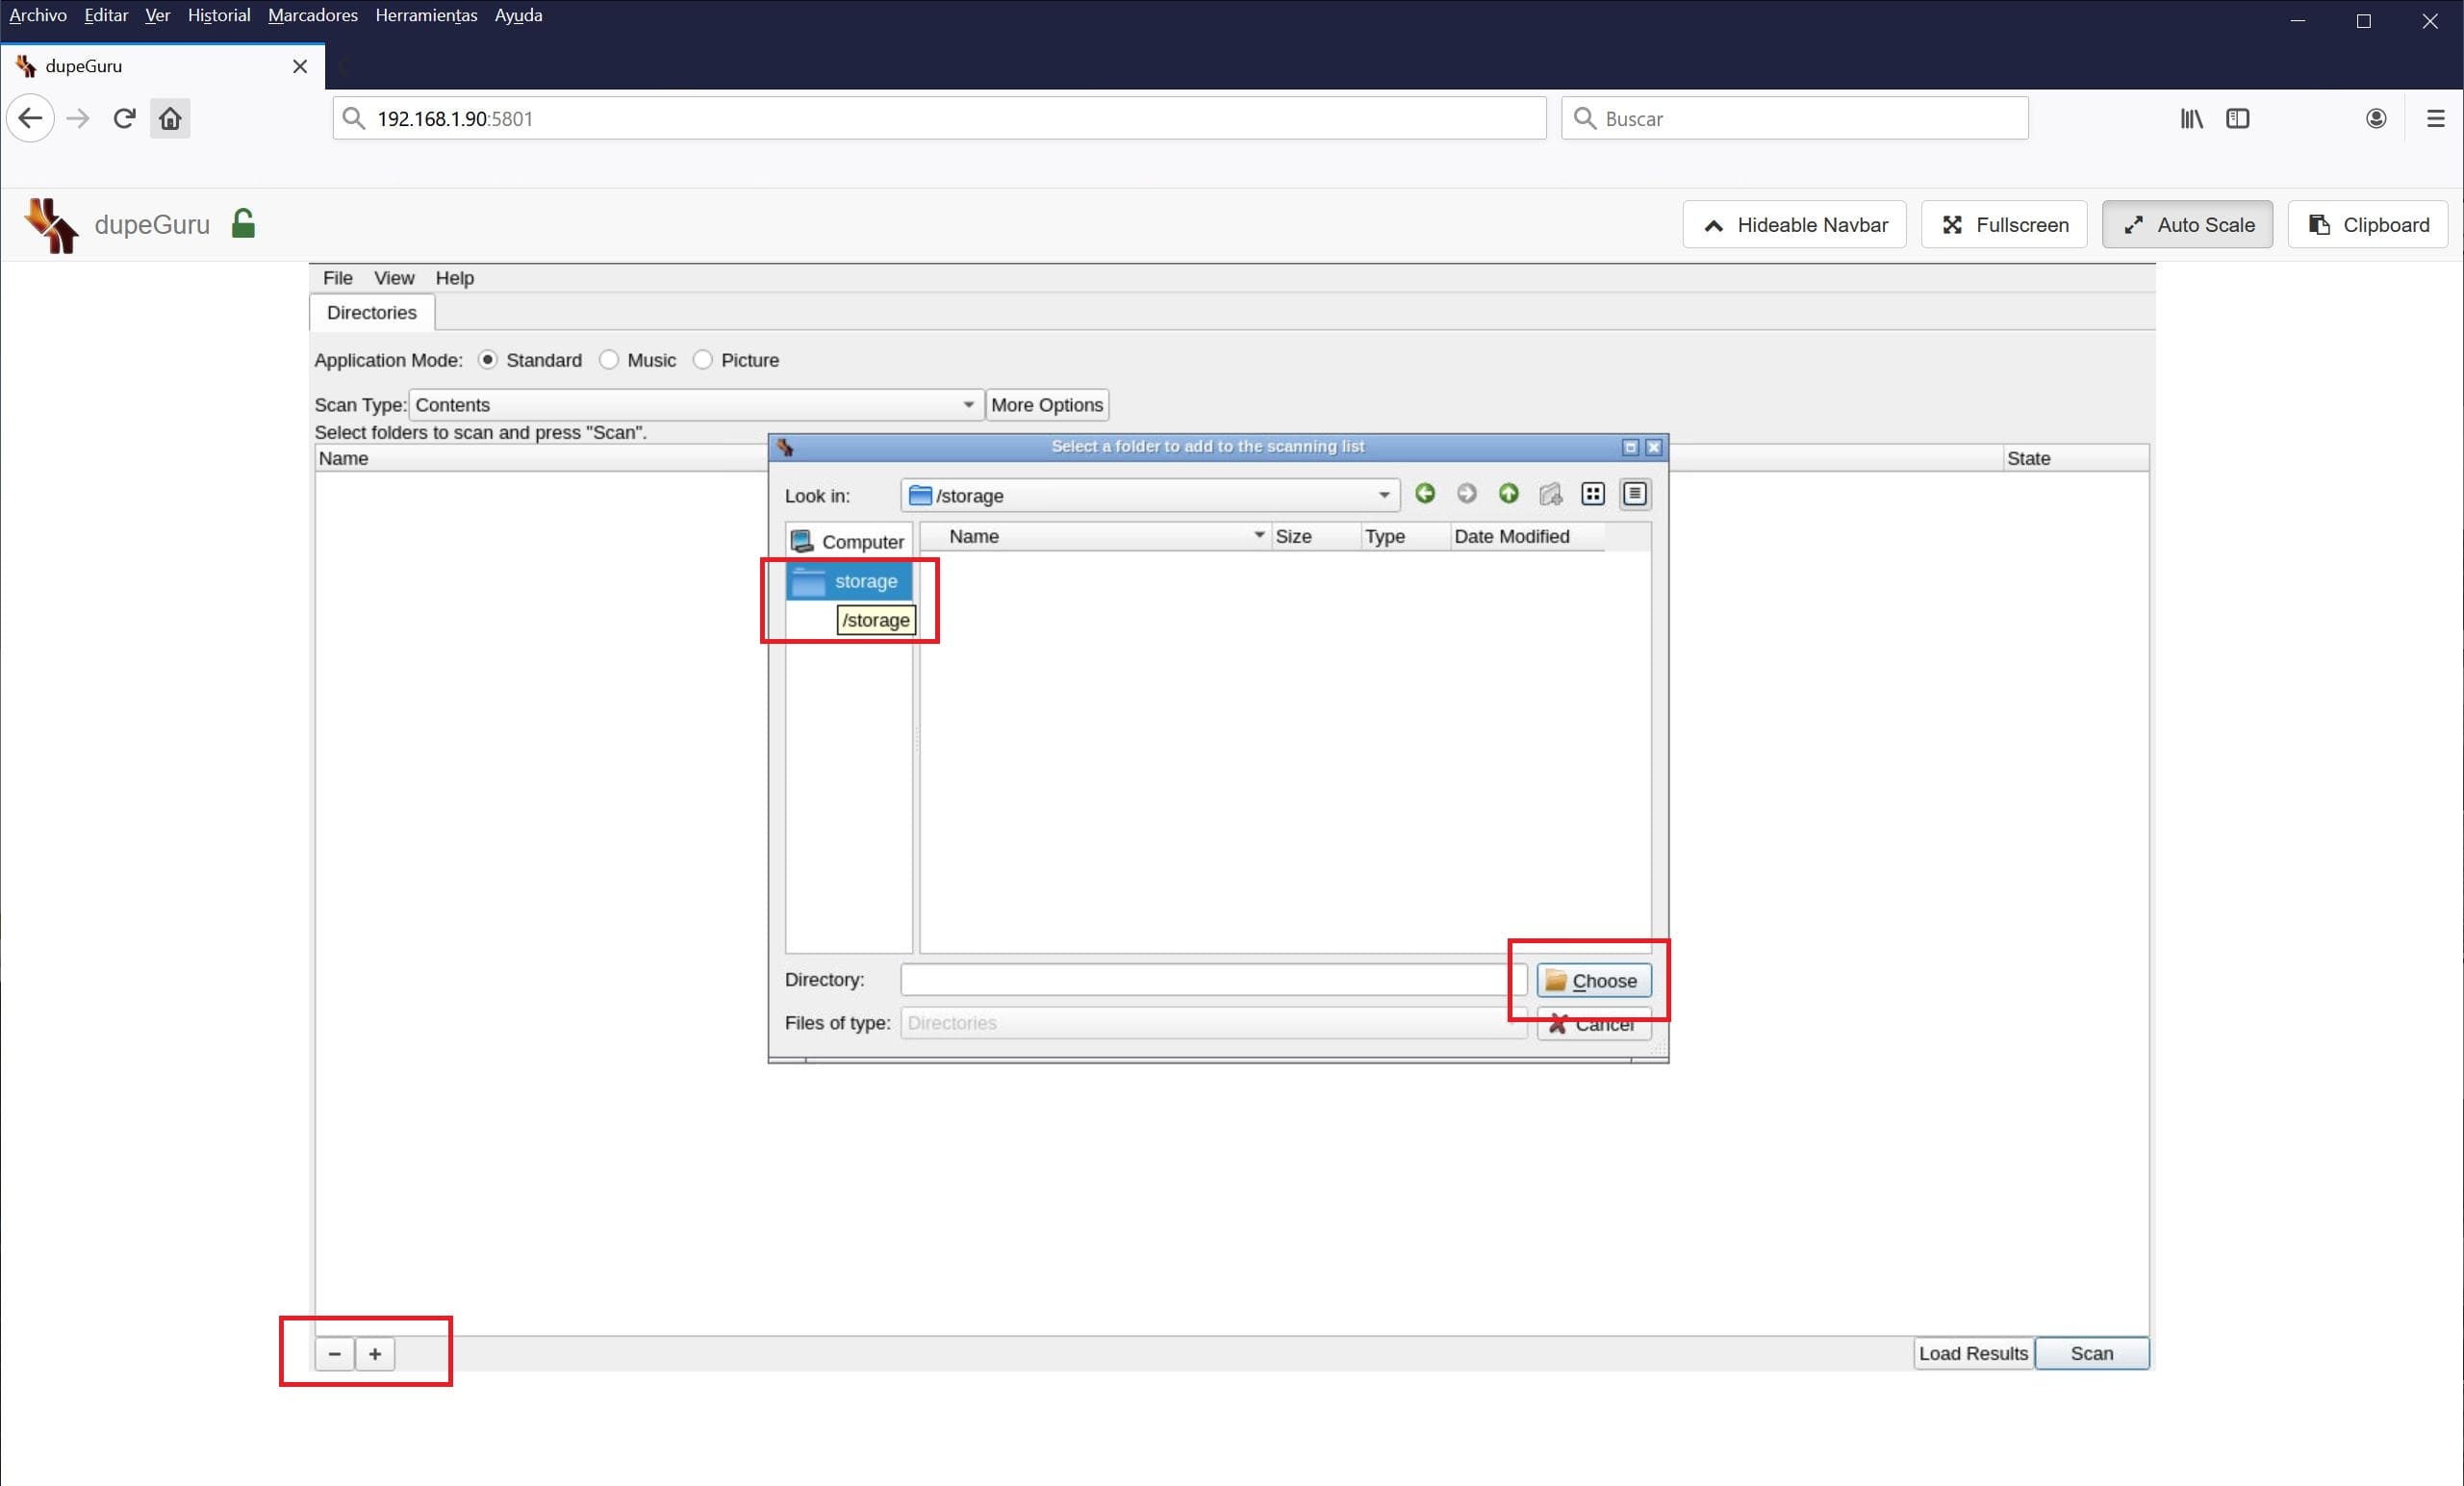 Archivo Editar Ver Historial Marcadores Herramientas Ayuda
dupeGuru
192.168.1.90:5801
Buscar
dupeGuru
Hideable Navbar
Fullscreen
Auto Scale
Clipboard
File View Help
Directories
Application Mode: Standard Music Picture
Scan Type: Contents More Options
Select folders to scan and press "Scan".
Name
State
Select a folder to add to the scanning list
Look in: /storage
Computer
Name Size Type Date Modified
storage
/storage
Directory:
Choose
Files of type: Directories
Cancel
- +
Load Results Scan